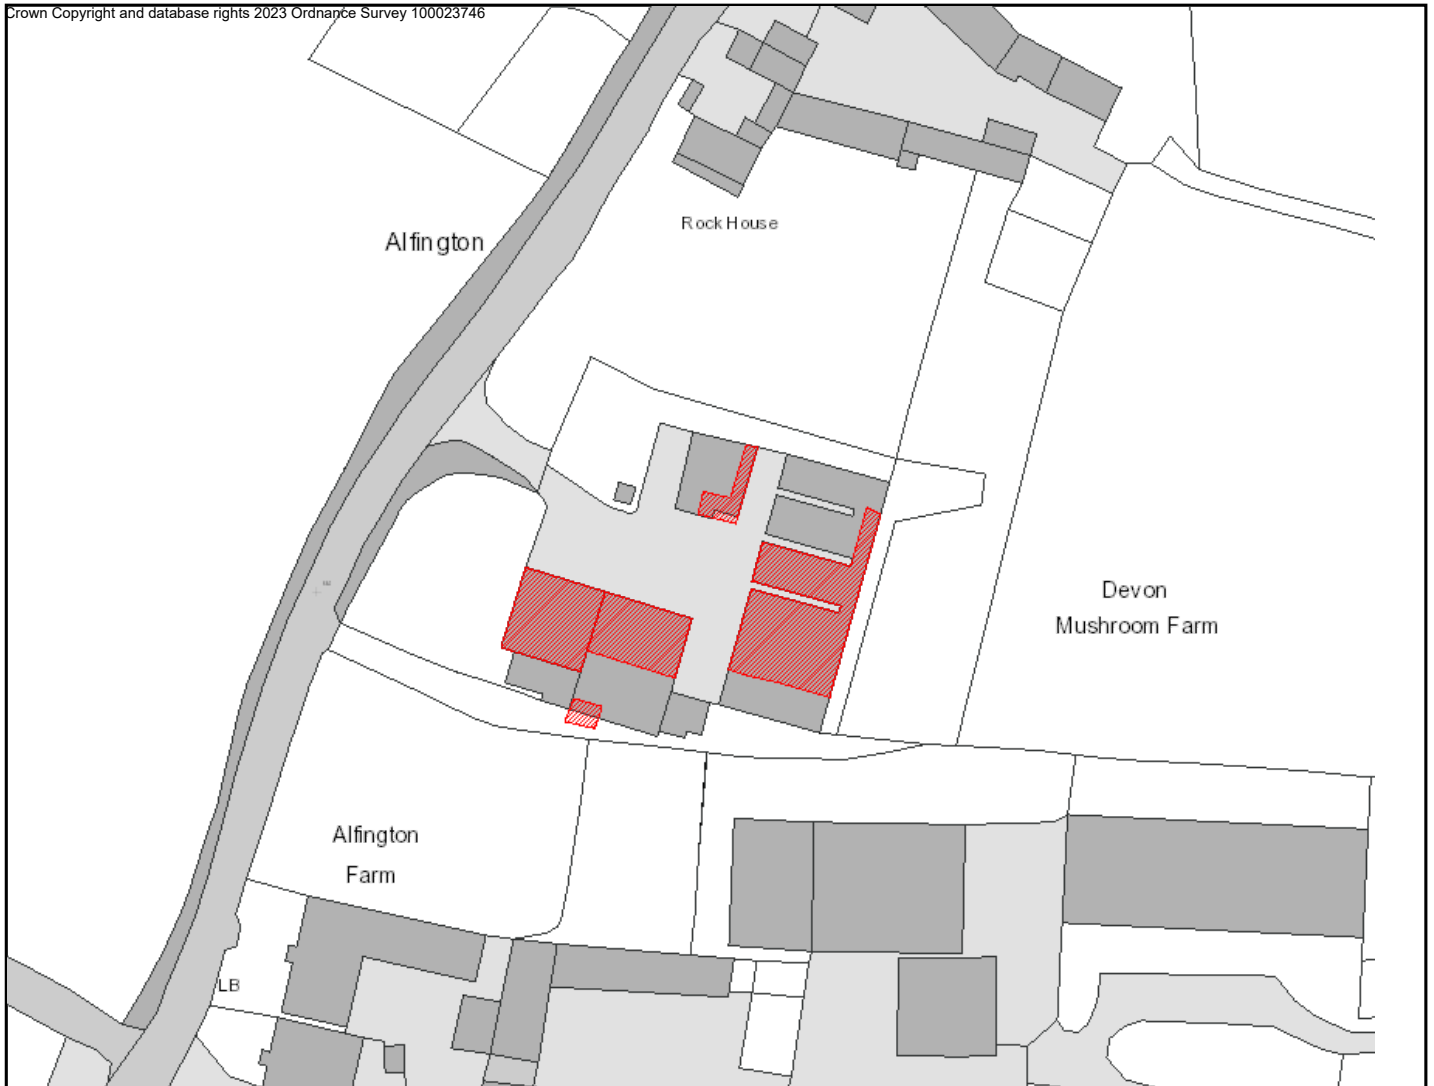 Crown Copyright and database rights 2023 Ordnance Survey 100023746
Rock House
Alfington
Devon
Mushroom Farm
Alfington
Farm
LB